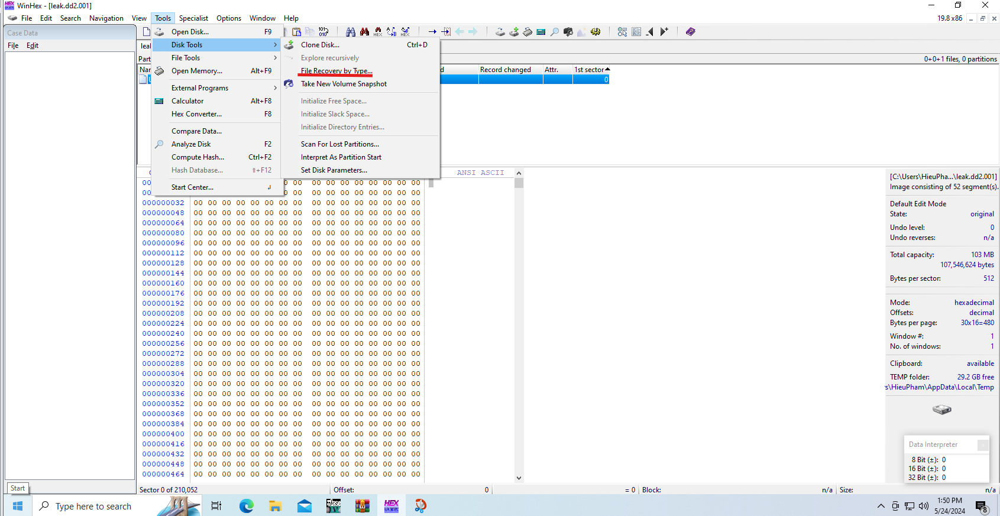 WinHex - [leak.dd2.001]
File Edit Search Navigation View Tools Specialist Options Window Help
19.8 x86
Case Data
File Edit
Open Disk... F9
Disk Tools
File Tools
Open Memory... Alt+F9
External Programs
Calculator Alt+F8
Hex Converter... F8
Compare Data...
Analyze Disk F2
Compute Hash... Ctrl+F2
Hash Database... ⇧+F12
Start Center...
Clone Disk... Ctrl+D
Explore recursively
File Recovery by Type...
Take New Volume Snapshot
Initialize Free Space...
Initialize Slack Space...
Initialize Directory Entries...
Scan For Lost Partitions...
Interpret As Partition Start
Set Disk Parameters...
leak
Part
0+0+1 files, 0 partitions
Nar
d Record changed Attr. 1st sector
0
ANSI ASCII
00 00 00 00 00 00 00 00 00 00 00 00 00 00 00 00
00 00 00 00 00 00 00 00 00 00 00 00 00 00 00 00
000000032 00 00 00 00 00 00 00 00 00 00 00 00 00 00 00 00
000000048 00 00 00 00 00 00 00 00 00 00 00 00 00 00 00 00
000000064 00 00 00 00 00 00 00 00 00 00 00 00 00 00 00 00
000000080 00 00 00 00 00 00 00 00 00 00 00 00 00 00 00 00
000000096 00 00 00 00 00 00 00 00 00 00 00 00 00 00 00 00
000000112 00 00 00 00 00 00 00 00 00 00 00 00 00 00 00 00
000000128 00 00 00 00 00 00 00 00 00 00 00 00 00 00 00 00
000000144 00 00 00 00 00 00 00 00 00 00 00 00 00 00 00 00
000000160 00 00 00 00 00 00 00 00 00 00 00 00 00 00 00 00
000000176 00 00 00 00 00 00 00 00 00 00 00 00 00 00 00 00
000000192 00 00 00 00 00 00 00 00 00 00 00 00 00 00 00 00
000000208 00 00 00 00 00 00 00 00 00 00 00 00 00 00 00 00
000000224 00 00 00 00 00 00 00 00 00 00 00 00 00 00 00 00
000000240 00 00 00 00 00 00 00 00 00 00 00 00 00 00 00 00
000000256 00 00 00 00 00 00 00 00 00 00 00 00 00 00 00 00
000000272 00 00 00 00 00 00 00 00 00 00 00 00 00 00 00 00
000000288 00 00 00 00 00 00 00 00 00 00 00 00 00 00 00 00
000000304 00 00 00 00 00 00 00 00 00 00 00 00 00 00 00 00
000000320 00 00 00 00 00 00 00 00 00 00 00 00 00 00 00 00
000000336 00 00 00 00 00 00 00 00 00 00 00 00 00 00 00 00
000000352 00 00 00 00 00 00 00 00 00 00 00 00 00 00 00 00
000000368 00 00 00 00 00 00 00 00 00 00 00 00 00 00 00 00
000000384 00 00 00 00 00 00 00 00 00 00 00 00 00 00 00 00
000000400 00 00 00 00 00 00 00 00 00 00 00 00 00 00 00 00
000000416 00 00 00 00 00 00 00 00 00 00 00 00 00 00 00 00
000000432 00 00 00 00 00 00 00 00 00 00 00 00 00 00 00 00
000000448 00 00 00 00 00 00 00 00 00 00 00 00 00 00 00 00
000000464 00 00 00 00 00 00 00 00 00 00 00 00 00 00 00 00
[C:\Users\HieuPha...\leak.dd2.001]
Image consisting of 52 segment(s).
Default Edit Mode
State: original
Undo level: 0
Undo reverses: n/a
Total capacity: 103 MB
107,546,624 bytes
Bytes per sector: 512
Mode: hexadecimal
Offsets: decimal
Bytes per page: 30x16=480
Window #: 1
No. of windows: 1
Clipboard: available
TEMP folder: 29.2 GB free
rs\HieuPham\AppData\Local\Temp
Data Interpreter
8 Bit (±): 0
16 Bit (±): 0
32 Bit (±): 0
Start
Sector 0 of 210,052 Offset: 0 = 0 Block: n/a Size: n/a
Type here to search
1:50 PM
5/24/2024
8